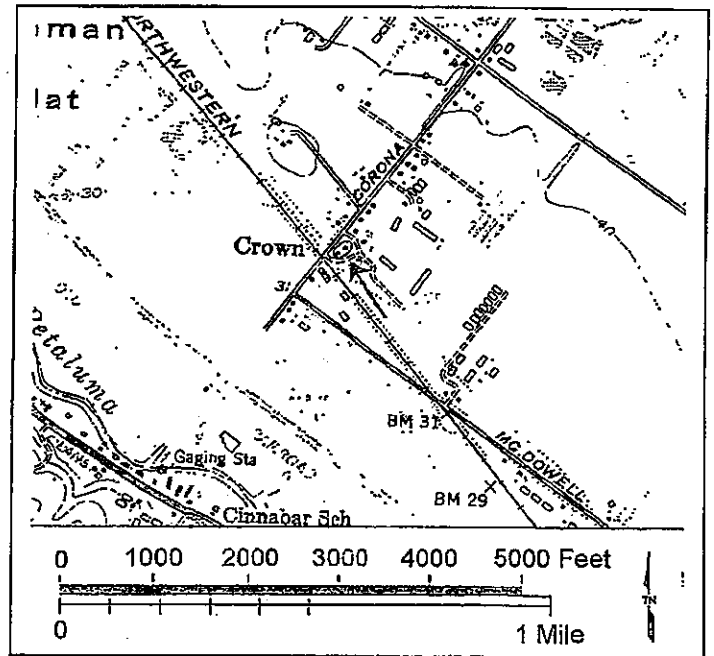 man
lat
RTHWESTERN
CORONA
30
40
Crown
31
Petaluma
BM 31
MC DOWELL
Gaging Sta
BM 29
Cinnabar Sch
0 1000 2000 3000 4000 5000 Feet
TN
0 1 Mile